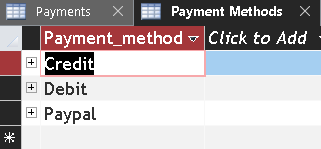 Payments Payment Methods
Payment_method Click to Add
Credit
Debit
Paypal